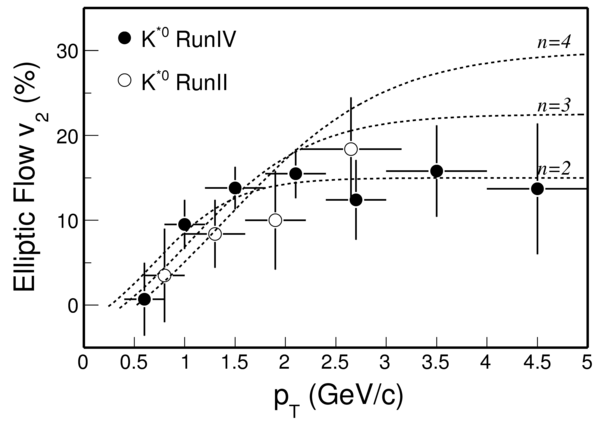 K*0 RunIV
K*0 RunII
n=4
n=3
n=2
Elliptic Flow v2 (%)
30
20
10
0
0 0.5 1 1.5 2 2.5 3 3.5 4 4.5 5
pT (GeV/c)